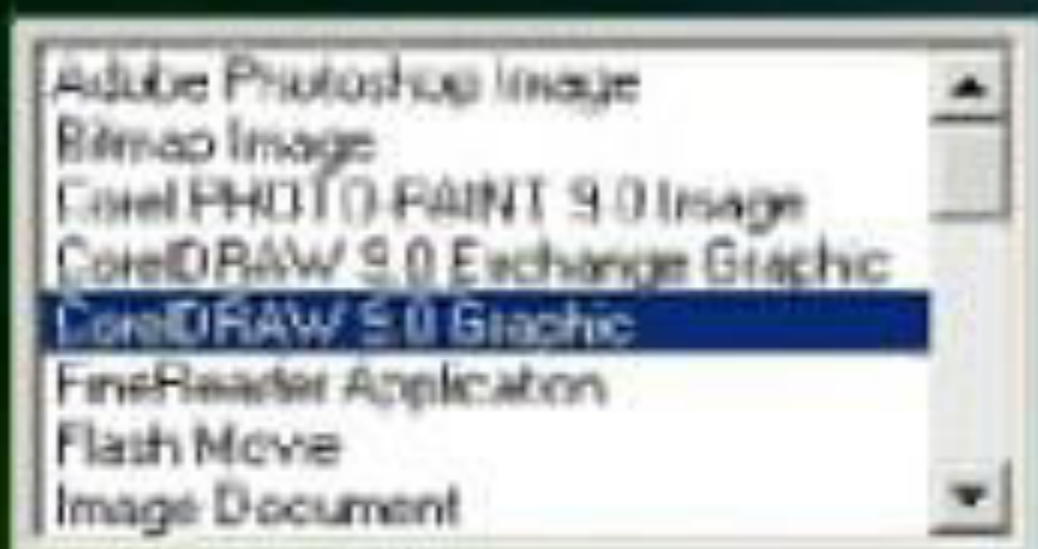 Adobe Photoshop Image
Bitmap Image
Corel PHOTO-PAINT 9.0 Image
CorelDRAW 9.0 Exchange Graphic
CorelDRAW 9.0 Graphic
FineReader Application
Flash Movie
Image Document